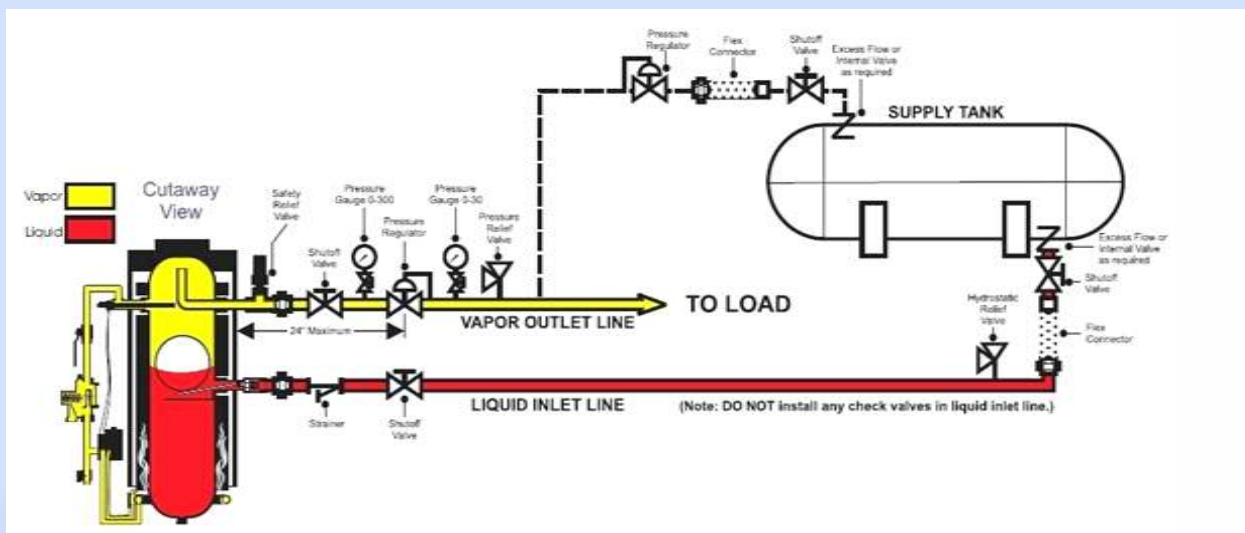 Pressure
Regulator
Flex
Connector
Shutoff
Valve
Excess Flow or
Internal Valve
as required
SUPPLY TANK
Vapor
Liquid
Cutaway
View
Safety
Relief
Valve
Shutoff
Valve
Pressure
Gauge 0-300
Pressure
Regulator
Pressure
Gauge 0-30
Pressure
Relief
Valve
24" Maximum
VAPOR OUTLET LINE
TO LOAD
Excess Flow or
Internal Valve
as required
Shutoff
Valve
Hydrostatic
Relief
Valve
Flex
Connector
Strainer
Shutoff
Valve
LIQUID INLET LINE
(Note: DO NOT install any check valves in liquid inlet line.)